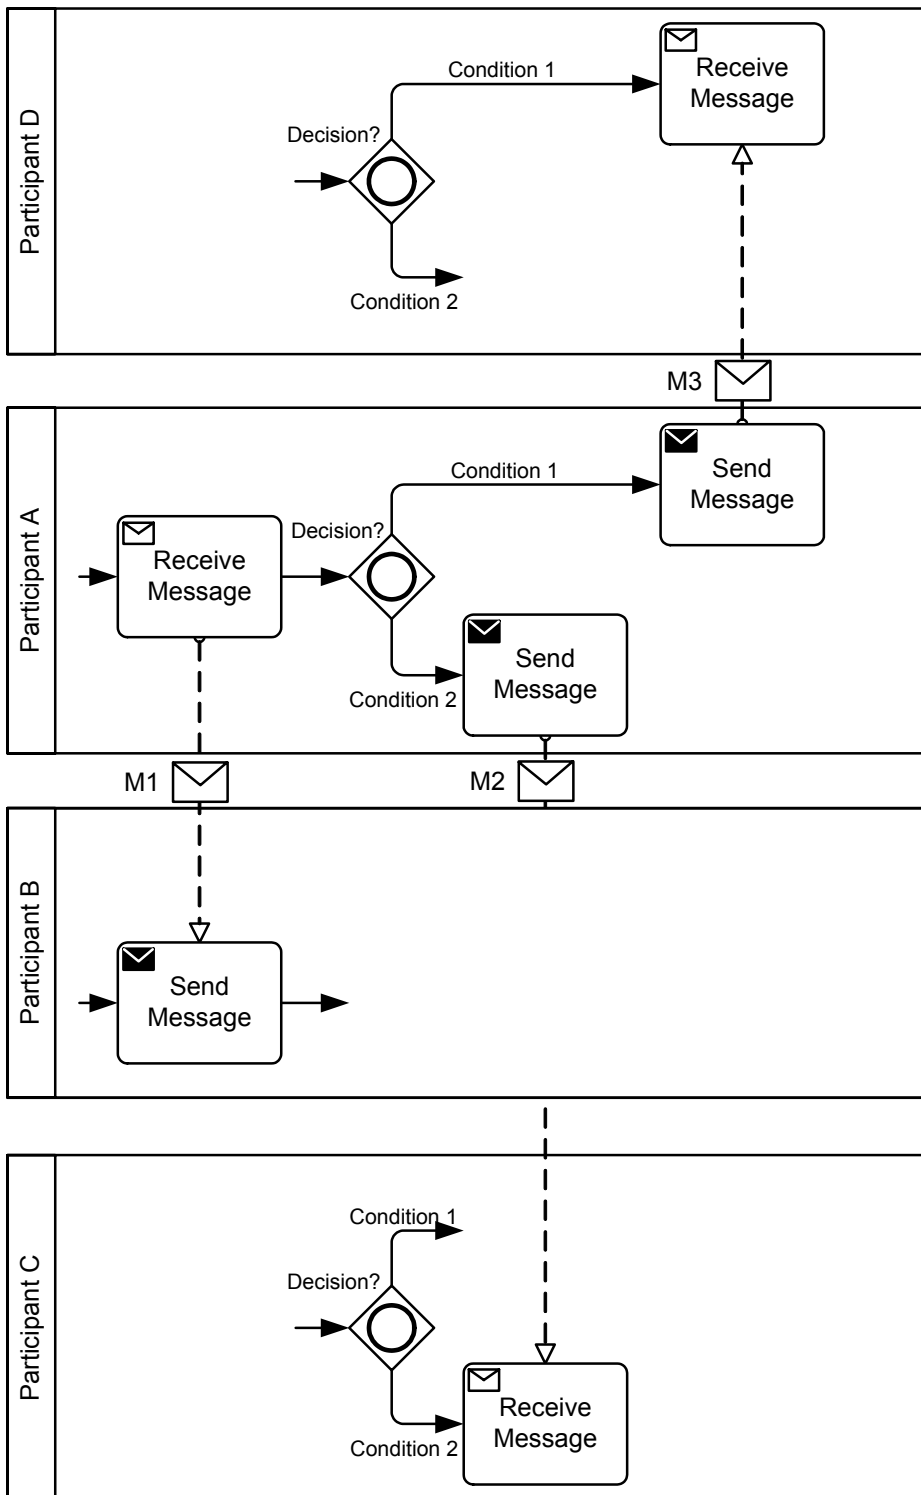 Participant D
Decision?
Condition 1
Condition 2
Receive
Message
M3
Participant A
Receive
Message
Decision?
Condition 1
Condition 2
Send
Message
Send
Message
M1
M2
Participant B
Send
Message
Participant C
Condition 1
Decision?
Condition 2
Receive
Message